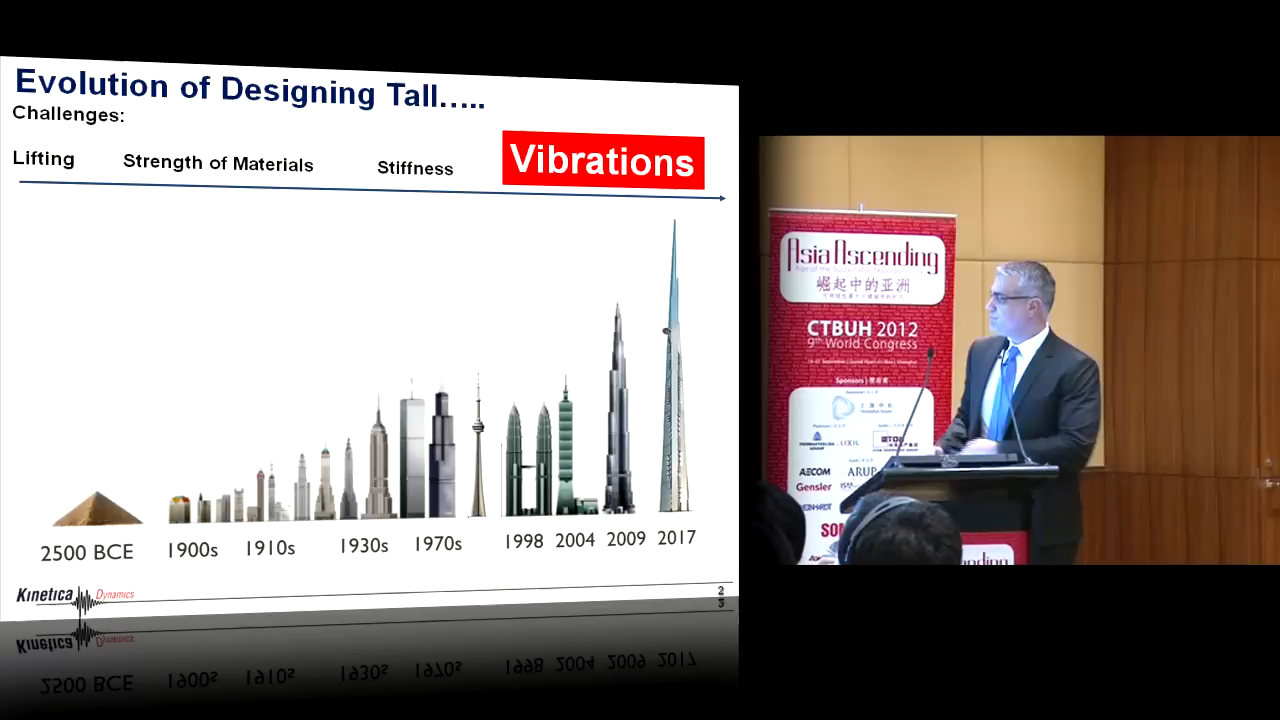 Evolution of Designing Tall.....
Challenges:
Lifting
Strength of Materials
Stiffness
Vibrations
2500 BCE
1900s
1910s
1930s
1970s
1998
2004
2009
2017
Kinetica
Dynamics
2
3
Asia Ascending
崛起中的亚洲
CTBUH 2012
9th World Congress
Sponsors
AECOM
ARUP
Gensler